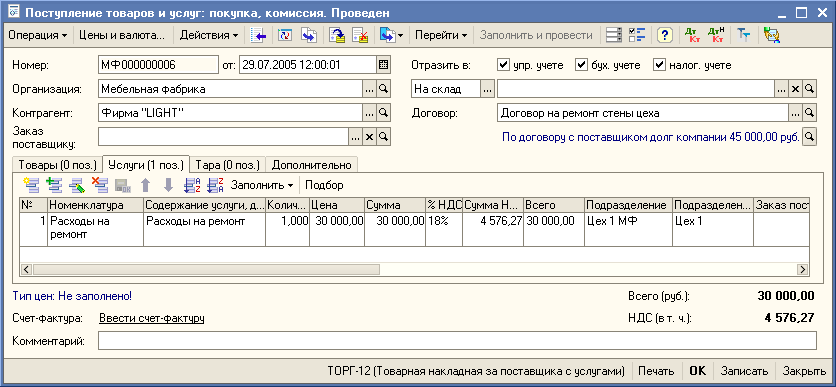 Поступление товаров и услуг: покупка, комиссия. Проведен
Операция Цены и валюта... Действия Перейти Заполнить и провести
Номер: МФ000000006 от: 29.07.2005 12:00:01 Отразить в: упр. учете бух. учете налог. учете
Организация: Мебельная фабрика На склад
Контрагент: Фирма "LIGHT" Договор: Договор на ремонт стены цеха
Заказ
поставщику: По договору с поставщиком долг компании 45 000,00 руб.
Товары (0 поз.) Услуги (1 поз.) Тара (0 поз.) Дополнительно
Заполнить Подбор
№ Номенклатура Содержание услуги, д... Колич... Цена Сумма % НДС Сумма Н... Всего Подразделение Подразделен... Заказ пост
1 Расходы на Расходы на ремонт 1,000 30 000,00 30 000,00 18% 4 576,27 30 000,00 Цех 1 МФ Цех 1
ремонт
Тип цен: Не заполнено! Всего (руб.): 30 000,00
Счет-фактура: Ввести счет-фактуру НДС (в т. ч.): 4 576,27
Комментарий:
ТОРГ-12 (Товарная накладная за поставщика с услугами) Печать OK Записать Закрыть